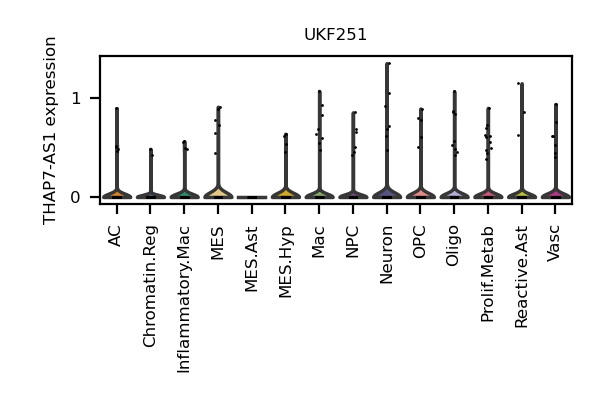 UKF251
THAP7-AS1 expression
1
0
AC
Chromatin.Reg
Inflammatory.Mac
MES
MES.Ast
MES.Hyp
Mac
NPC
Neuron
OPC
Oligo
Prolif.Metab
Reactive.Ast
Vasc